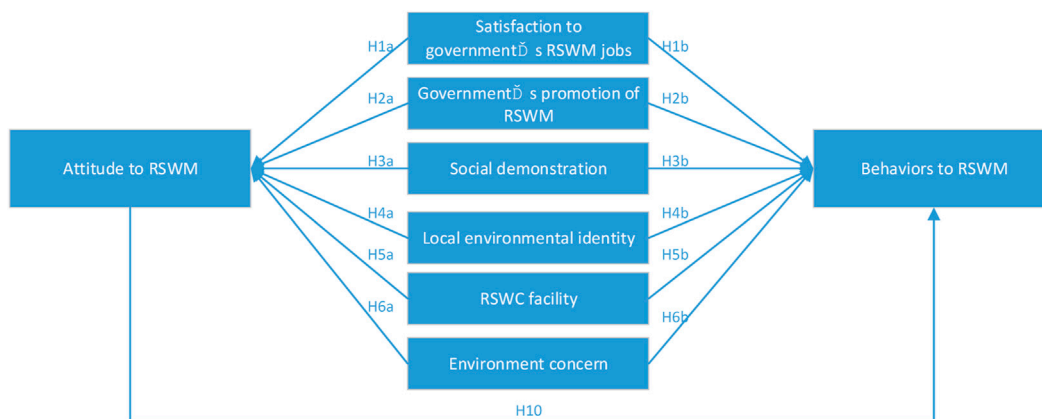 Satisfaction to
governmentĎ s RSWM jobs
H1a
H1b
GovernmentĎ s promotion of
RSWM
H2a
H2b
Attitude to RSWM
H3a
Social demonstration
H3b
Behaviors to RSWM
H4a
Local environmental identity
H4b
H5a
RSWC facility
H5b
H6a
Environment concern
H6b
H10